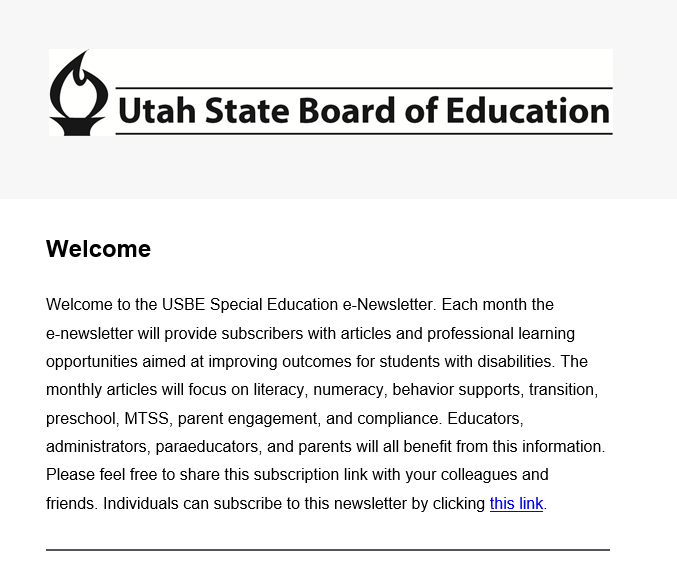 Utah State Board of Education
Welcome
Welcome to the USBE Special Education e-Newsletter. Each month the
e-newsletter will provide subscribers with articles and professional learning
opportunities aimed at improving outcomes for students with disabilities. The
monthly articles will focus on literacy, numeracy, behavior supports, transition,
preschool, MTSS, parent engagement, and compliance. Educators,
administrators, paraeducators, and parents will all benefit from this information.
Please feel free to share this subscription link with your colleagues and
friends. Individuals can subscribe to this newsletter by clicking this link.